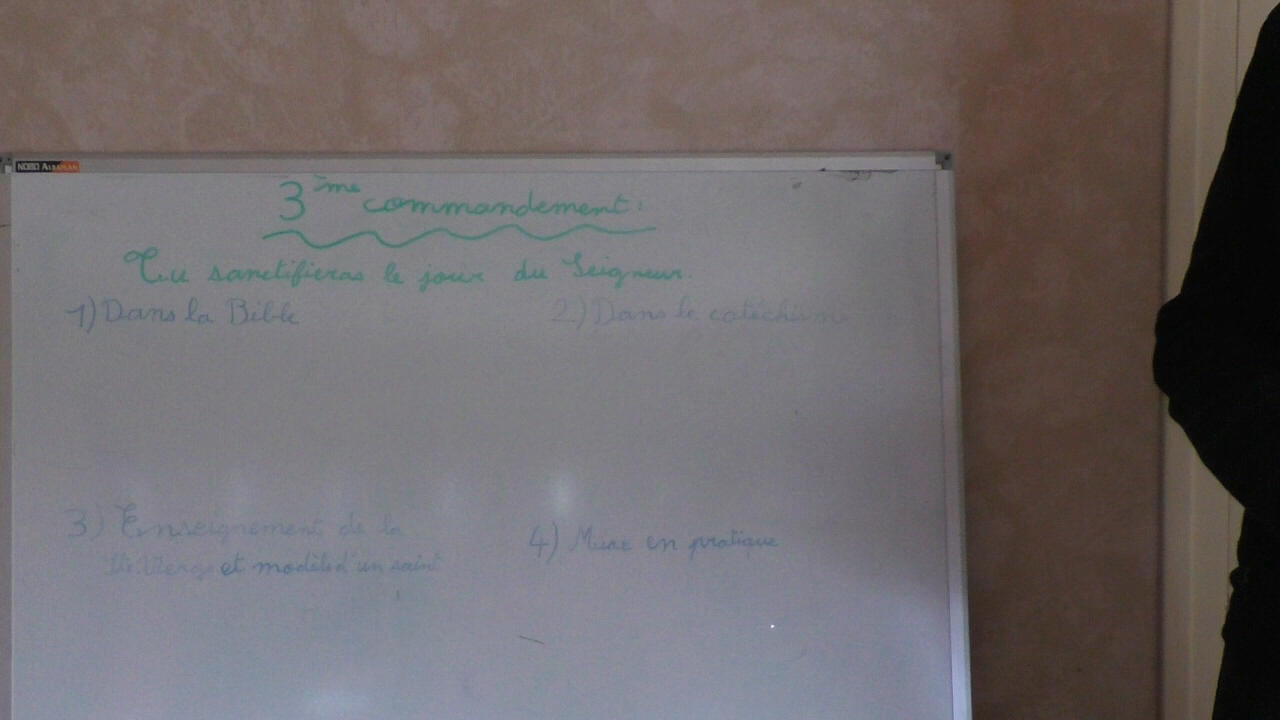 NOBO
3ème commandement:
Tu sanctifieras le jour du Seigneur.
1) Dans la Bible
2) Dans le catéchisme
3) Enseignement de la
Ste Vierge et modèle d'un saint
4) Mise en pratique